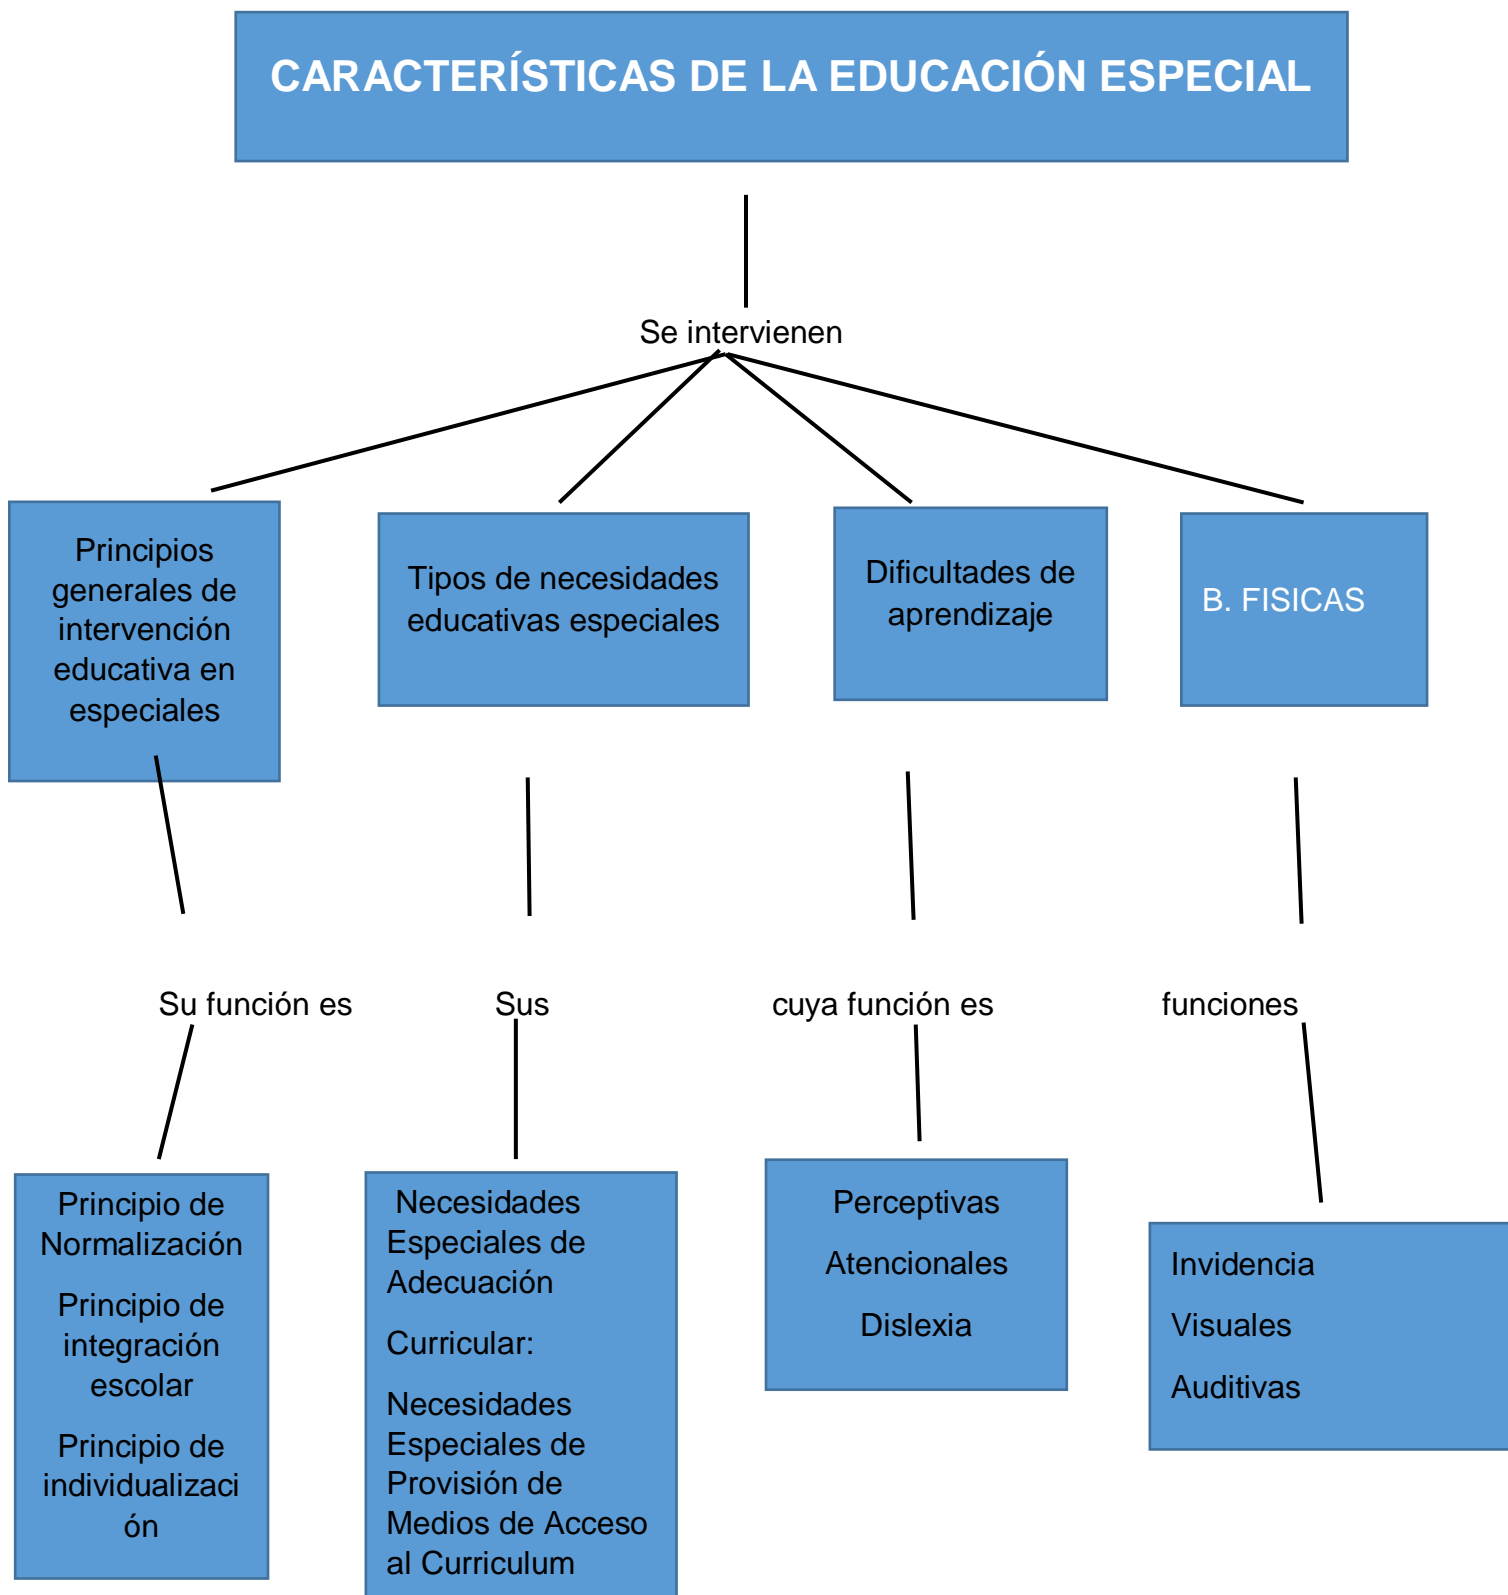 CARACTERÍSTICAS DE LA EDUCACIÓN ESPECIAL
Se intervienen
Principios
generales de
intervención
educativa en
especiales
Tipos de necesidades
educativas especiales
Dificultades de
aprendizaje
B. FISICAS
Su función es
Sus
cuya función es
funciones
Principio de
Normalización
Principio de
integración
escolar
Principio de
individualizaci
ón
Necesidades
Especiales de
Adecuación
Curricular:
Necesidades
Especiales de
Provisión de
Medios de Acceso
al Curriculum
Perceptivas
Atencionales
Dislexia
Invidencia
Visuales
Auditivas